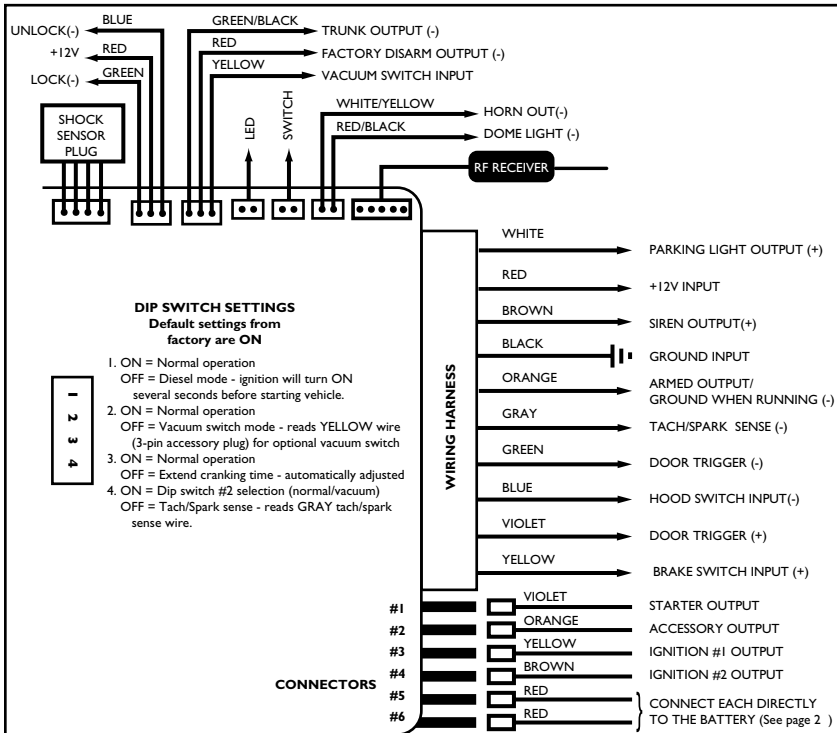 BLUE
UNLOCK(-)
RED
+12V
GREEN
LOCK(-)
SHOCK
SENSOR
PLUG
GREEN/BLACK
TRUNK OUTPUT (-)
RED
FACTORY DISARM OUTPUT (-)
YELLOW
VACUUM SWITCH INPUT
LED
SWITCH
WHITE/YELLOW
HORN OUT(-)
RED/BLACK
DOME LIGHT (-)
RF RECEIVER
DIP SWITCH SETTINGS
Default settings from
factory are ON
1. ON = Normal operation
OFF = Diesel mode - ignition will turn ON
several seconds before starting vehicle.
2. ON = Normal operation
OFF = Vacuum switch mode - reads YELLOW wire
(3-pin accessory plug) for optional vacuum switch
3. ON = Normal operation
OFF = Extend cranking time - automatically adjusted
4. ON = Dip switch #2 selection (normal/vacuum)
OFF = Tach/Spark sense - reads GRAY tach/spark
sense wire.
1
2
3
4
WIRING HARNESS
WHITE
PARKING LIGHT OUTPUT (+)
RED
+12V INPUT
BROWN
SIREN OUTPUT(+)
BLACK
GROUND INPUT
ORANGE
ARMED OUTPUT/
GROUND WHEN RUNNING (-)
GRAY
TACH/SPARK SENSE (-)
GREEN
DOOR TRIGGER (-)
BLUE
HOOD SWITCH INPUT(-)
VIOLET
DOOR TRIGGER (+)
YELLOW
BRAKE SWITCH INPUT (+)
CONNECTORS
#1
VIOLET
STARTER OUTPUT
#2
ORANGE
ACCESSORY OUTPUT
#3
YELLOW
IGNITION #1 OUTPUT
#4
BROWN
IGNITION #2 OUTPUT
#5
RED
#6
RED
CONNECT EACH DIRECTLY
TO THE BATTERY (See page 2 )